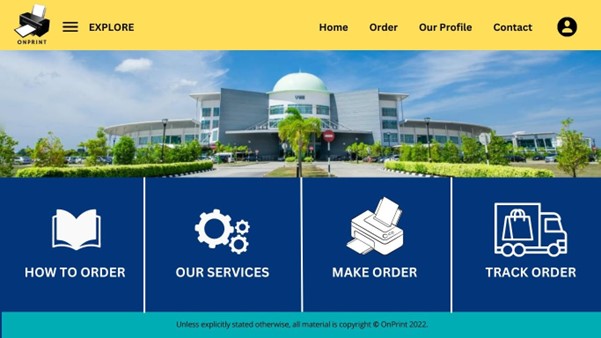 ONPRINT
EXPLORE
Home
Order
Our Profile
Contact
HOW TO ORDER
OUR SERVICES
MAKE ORDER
TRACK ORDER
Unless explicitly stated otherwise, all material is copyright © OnPrint 2022.